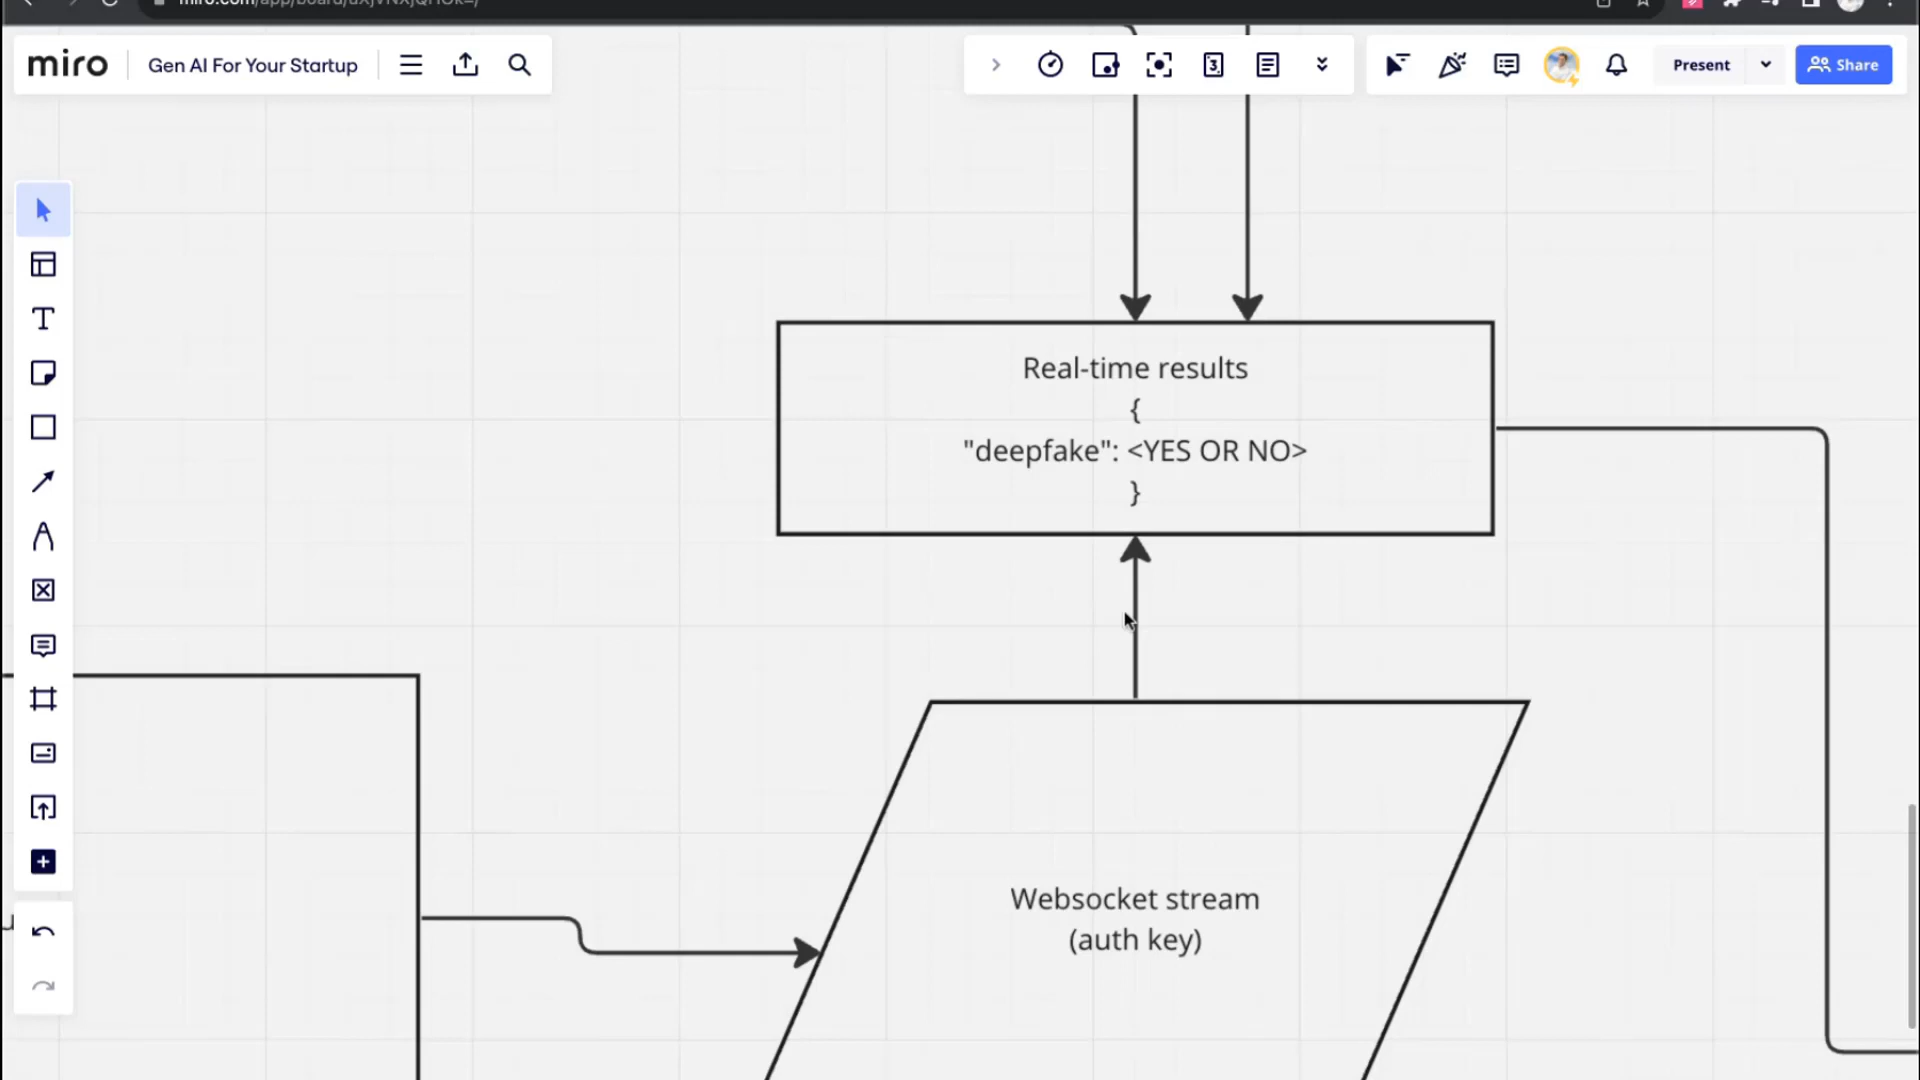 miro
Gen AI For Your Startup
Present
Share
Real-time results
{
"deepfake": <YES OR NO>
}
Websocket stream
(auth key)